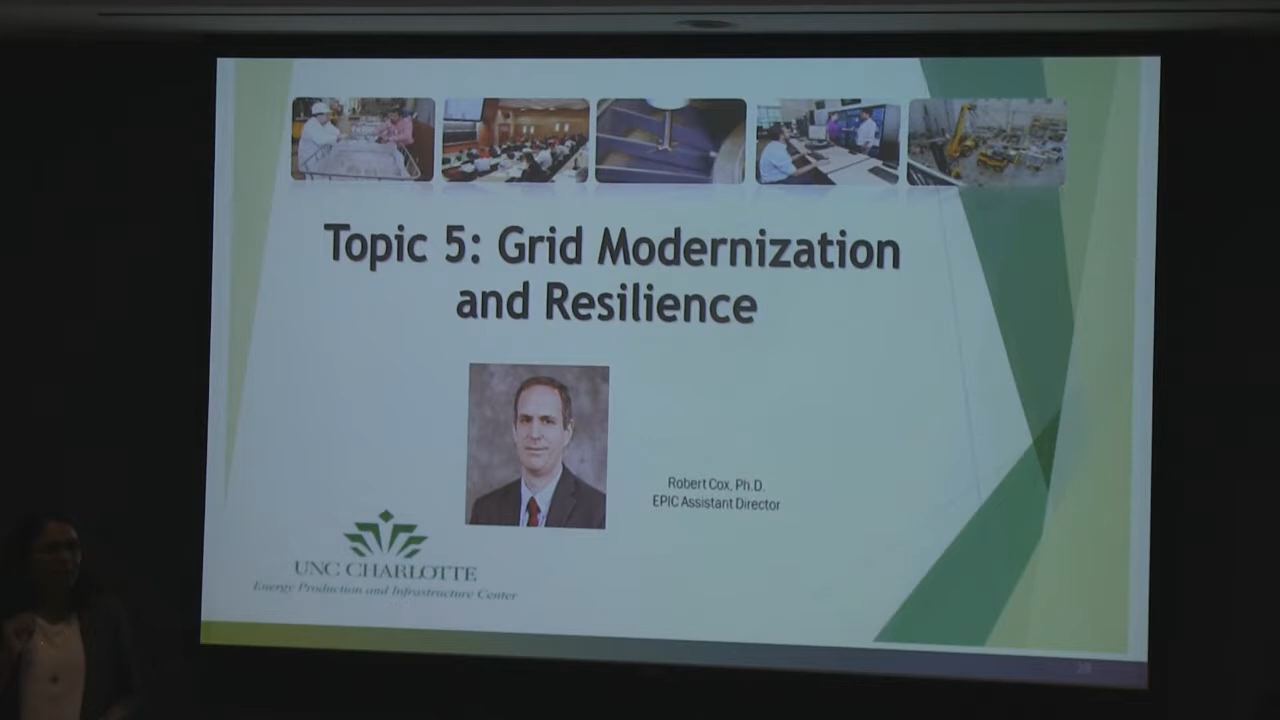 Topic 5: Grid Modernization
and Resilience
Robert Cox, Ph.D.
EPIC Assistant Director
UNC CHARLOTTE
Energy Production and Infrastructure Center